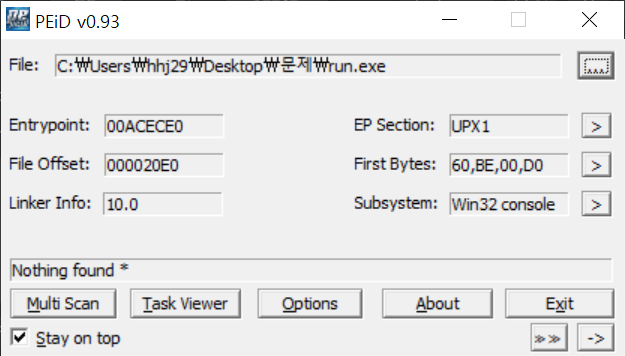 PEiD v0.93
File: C:₩Users₩hhj29₩Desktop₩문제₩run.exe ...
Entrypoint: 00ACECE0 EP Section: UPX1 >
File Offset: 000020E0 First Bytes: 60,BE,00,D0 >
Linker Info: 10.0 Subsystem: Win32 console >
Nothing found *
Multi Scan Task Viewer Options About Exit
Stay on top >> ->